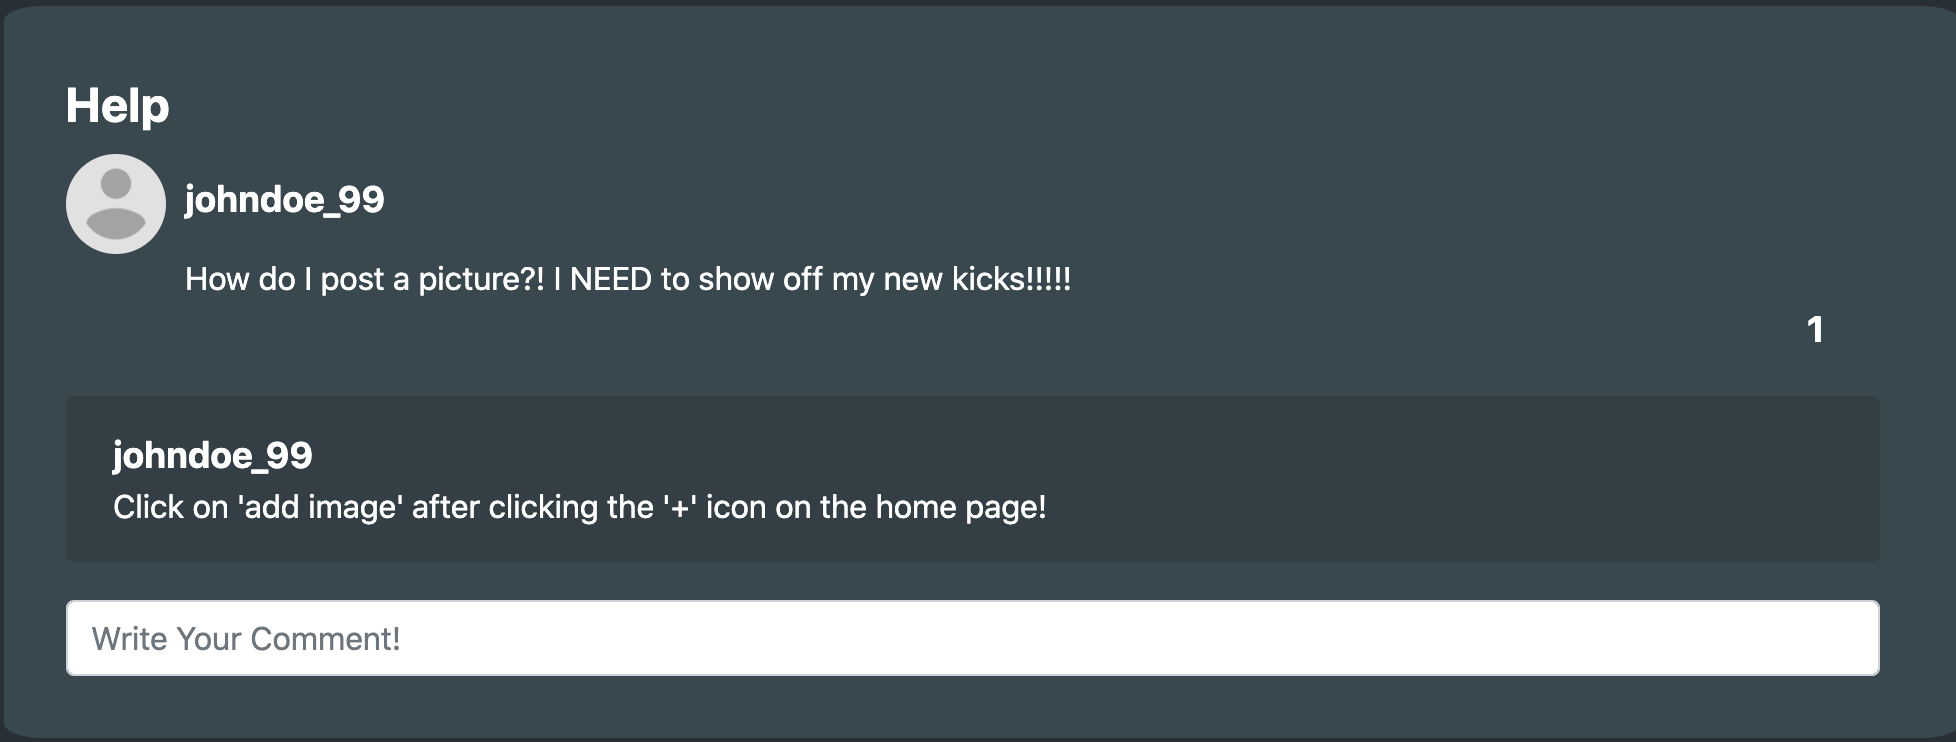 Help
johndoe_99
How do I post a picture?! I NEED to show off my new kicks!!!!!
1
johndoe_99
Click on 'add image' after clicking the '+' icon on the home page!
Write Your Comment!